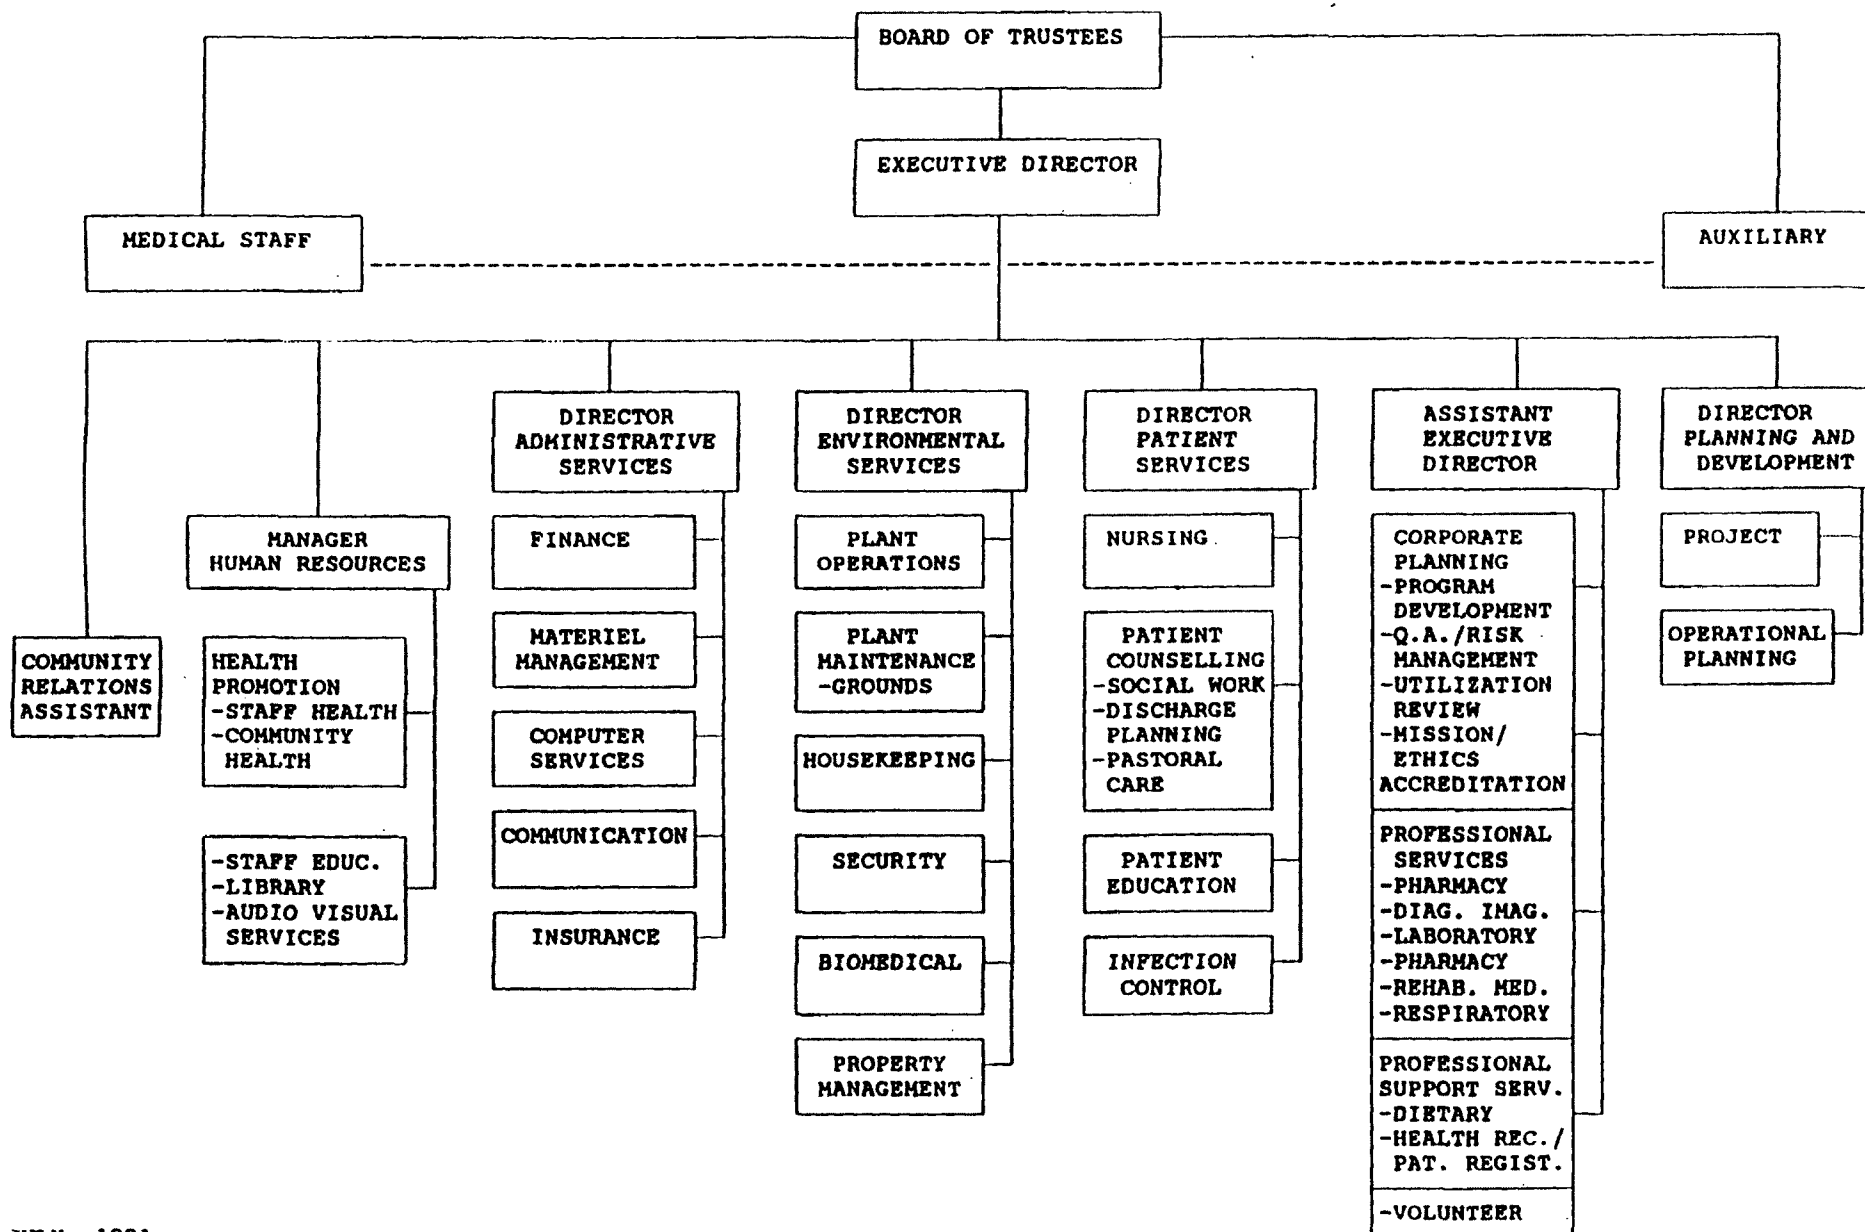 BOARD OF TRUSTEES
EXECUTIVE DIRECTOR
MEDICAL STAFF
AUXILIARY
COMMUNITY
RELATIONS
ASSISTANT
MANAGER
HUMAN RESOURCES
HEALTH
PROMOTION
-STAFF HEALTH
-COMMUNITY
HEALTH
-STAFF EDUC.
-LIBRARY
-AUDIO VISUAL
SERVICES
DIRECTOR
ADMINISTRATIVE
SERVICES
FINANCE
MATERIEL
MANAGEMENT
COMPUTER
SERVICES
COMMUNICATION
INSURANCE
DIRECTOR
ENVIRONMENTAL
SERVICES
PLANT
OPERATIONS
PLANT
MAINTENANCE
-GROUNDS
HOUSEKEEPING
SECURITY
BIOMEDICAL
PROPERTY
MANAGEMENT
DIRECTOR
PATIENT
SERVICES
NURSING
PATIENT
COUNSELLING
-SOCIAL WORK
-DISCHARGE
PLANNING
-PASTORAL
CARE
PATIENT
EDUCATION
INFECTION
CONTROL
ASSISTANT
EXECUTIVE
DIRECTOR
CORPORATE
PLANNING
-PROGRAM
DEVELOPMENT
-Q.A./RISK
MANAGEMENT
-UTILIZATION
REVIEW
-MISSION/
ETHICS
ACCREDITATION
PROFESSIONAL
SERVICES
-PHARMACY
-DIAG. IMAG.
-LABORATORY
-PHARMACY
-REHAB. MED.
-RESPIRATORY
PROFESSIONAL
SUPPORT SERV.
-DIETARY
-HEALTH REC./
PAT. REGIST.
-VOLUNTEER
DIRECTOR
PLANNING AND
DEVELOPMENT
PROJECT
OPERATIONAL
PLANNING